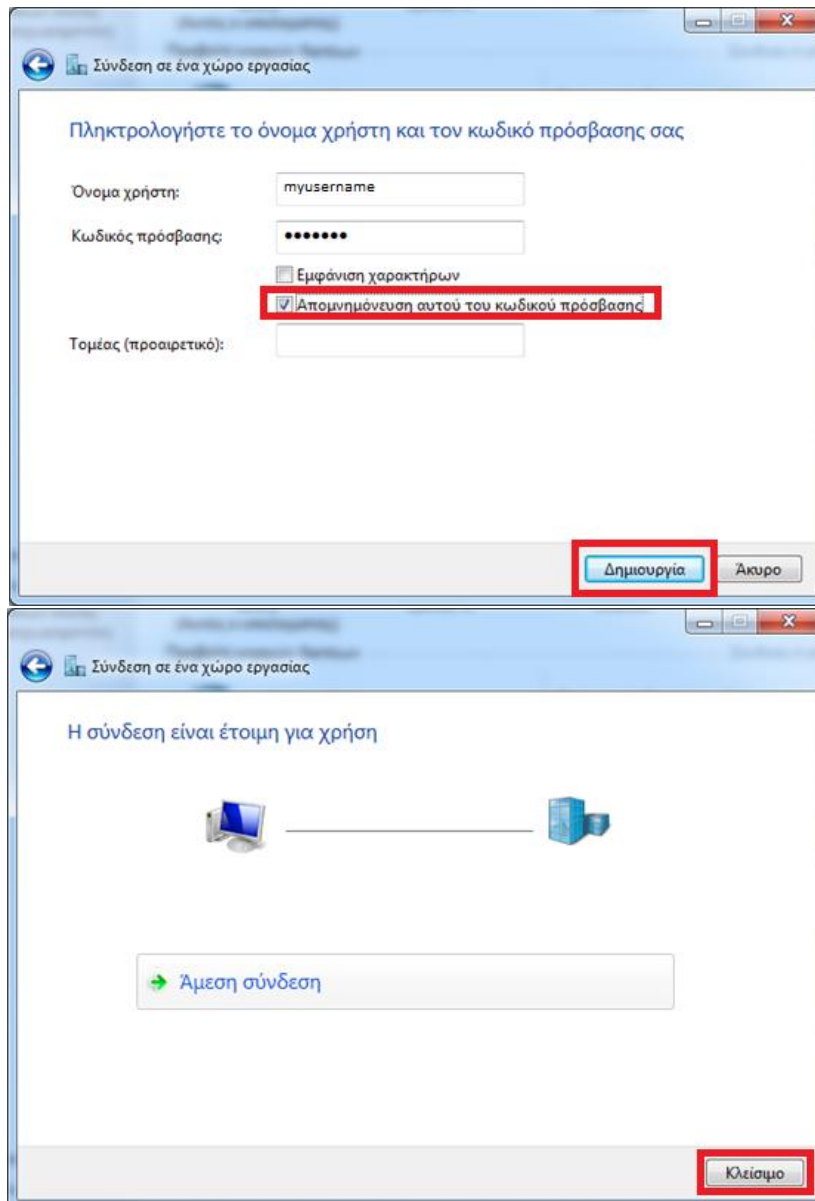 Σύνδεση σε ένα χώρο εργασίας
Πληκτρολογήστε το όνομα χρήστη και τον κωδικό πρόσβασης σας
Όνομα χρήστη: myusername
Κωδικός πρόσβασης: •••••••
Εμφάνιση χαρακτήρων
Απομνημόνευση αυτού του κωδικού πρόσβασης
Τομέας (προαιρετικό):
Δημιουργία Άκυρο
Σύνδεση σε ένα χώρο εργασίας
Η σύνδεση είναι έτοιμη για χρήση
Άμεση σύνδεση
Κλείσιμο